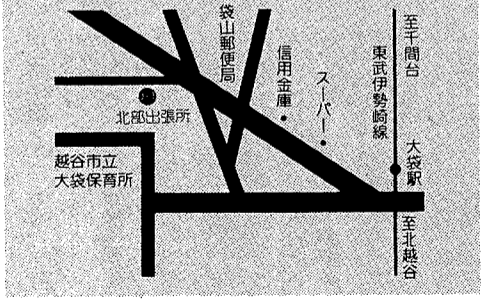 袋山郵便局
信用金庫
スーパー
東武伊勢崎線
至千間台
大袋駅
至北越谷
北部出張所
越谷市立
大袋保育所